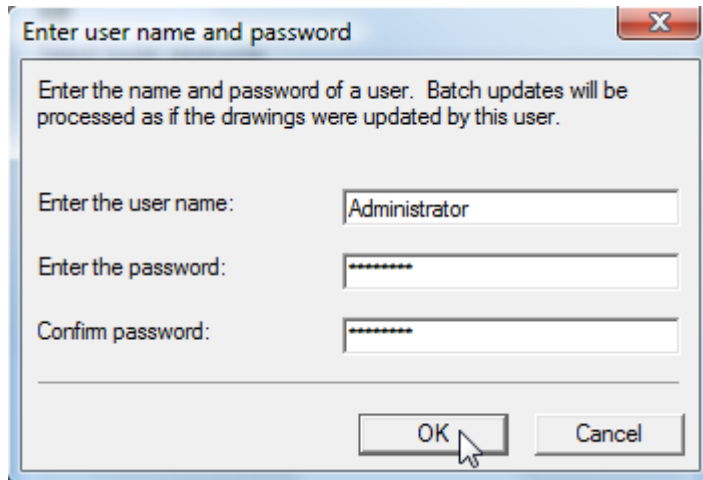 Enter user name and password
Enter the name and password of a user.  Batch updates will be
processed as if the drawings were updated by this user.
Enter the user name:
Administrator
Enter the password:
********
Confirm password:
********
OK
Cancel